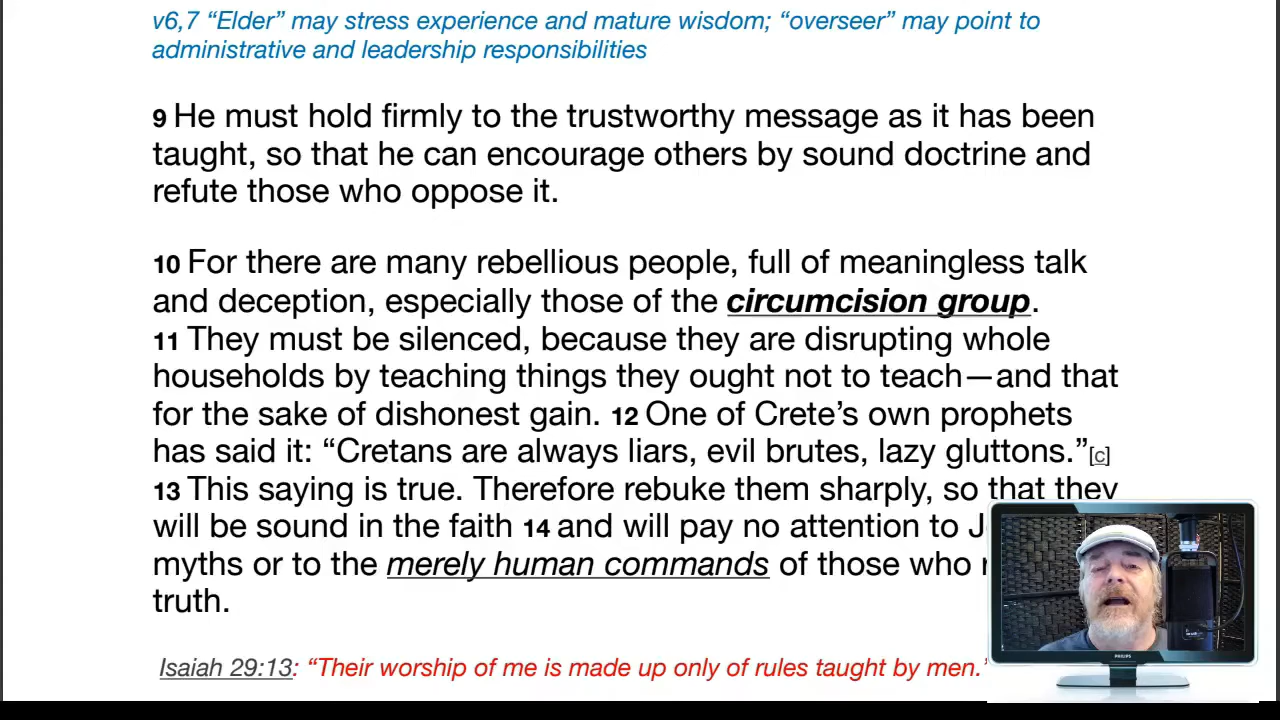 v6,7 “Elder” may stress experience and mature wisdom; “overseer” may point to
administrative and leadership responsibilities
9 He must hold firmly to the trustworthy message as it has been
taught, so that he can encourage others by sound doctrine and
refute those who oppose it.
10 For there are many rebellious people, full of meaningless talk
and deception, especially those of the circumcision group.
11 They must be silenced, because they are disrupting whole
households by teaching things they ought not to teach—and that
for the sake of dishonest gain. 12 One of Crete’s own prophets
has said it: “Cretans are always liars, evil brutes, lazy gluttons.”[c]
13 This saying is true. Therefore rebuke them sharply, so that they
will be sound in the faith 14 and will pay no attention to
myths or to the merely human commands of those who
truth.
Isaiah 29:13: “Their worship of me is made up only of rules taught by men.”
PHILIPS